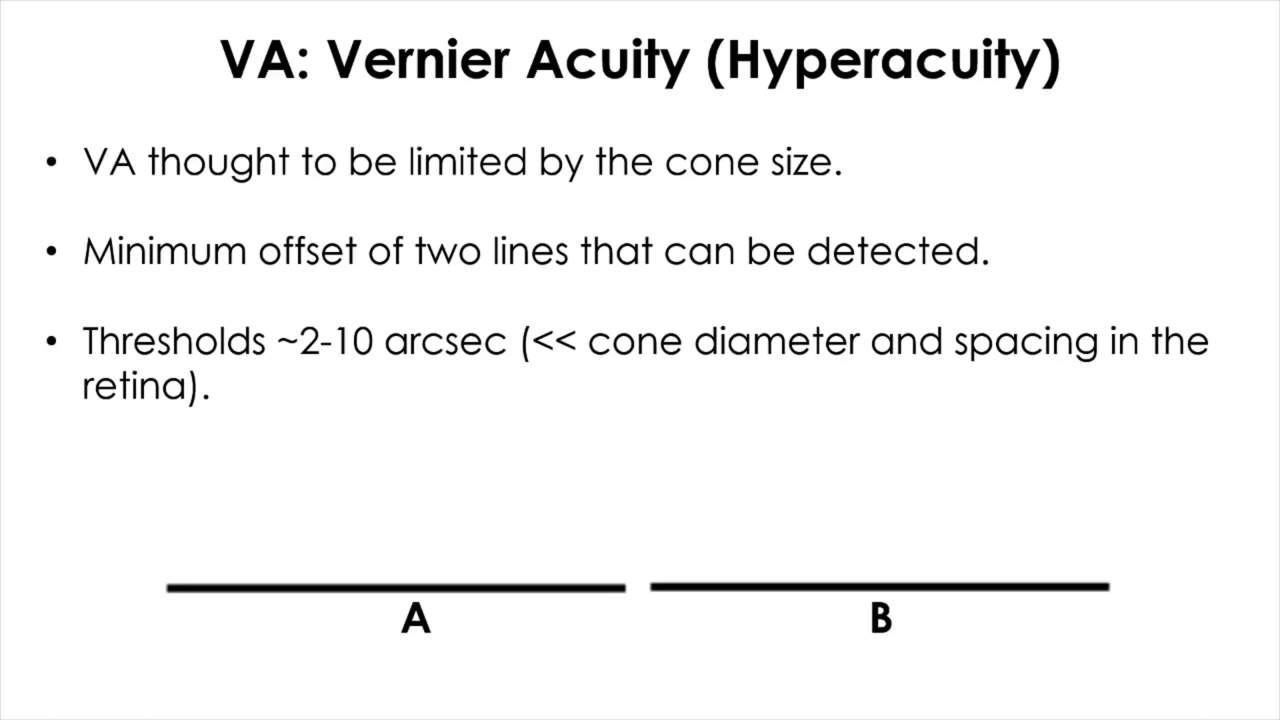 VA: Vernier Acuity (Hyperacuity)
• VA thought to be limited by the cone size.
• Minimum offset of two lines that can be detected.
• Thresholds ~2-10 arcsec (<< cone diameter and spacing in the
retina).
A B